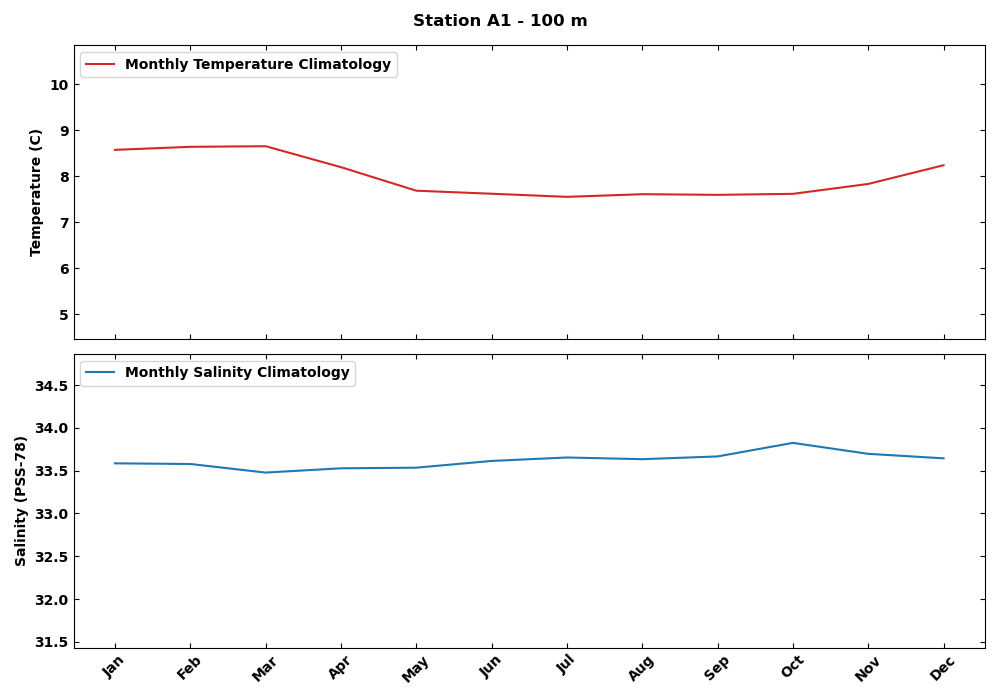 Station A1 - 100 m
Monthly Temperature Climatology
Temperature (C)
10
9
8
7
6
5
Monthly Salinity Climatology
Salinity (PSS-78)
34.5
34.0
33.5
33.0
32.5
32.0
31.5
Jan Feb Mar Apr May Jun Jul Aug Sep Oct Nov Dec